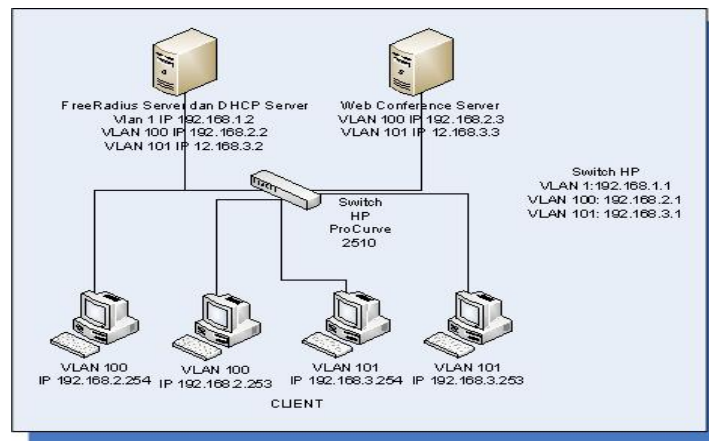 FreeRadius Server dan DHCP Server
Vlan 1 IP 192.168.1.2
VLAN 100 IP 192.168.2.2
VLAN 101 IP 12.168.3.2
Web Conference Server
VLAN 100 IP 192.168.2.3
VLAN 101 IP 12.168.3.3
Switch HP
VLAN 1:192.168.1.1
VLAN 100: 192.168.2.1
VLAN 101: 192.168.3.1
Switch
HP
ProCurve
2510
VLAN 100
IP 192.168.2.254
VLAN 100
IP 192.168.2.253
VLAN 101
IP 192.168.3.254
VLAN 101
IP 192.168.3.253
CLIENT